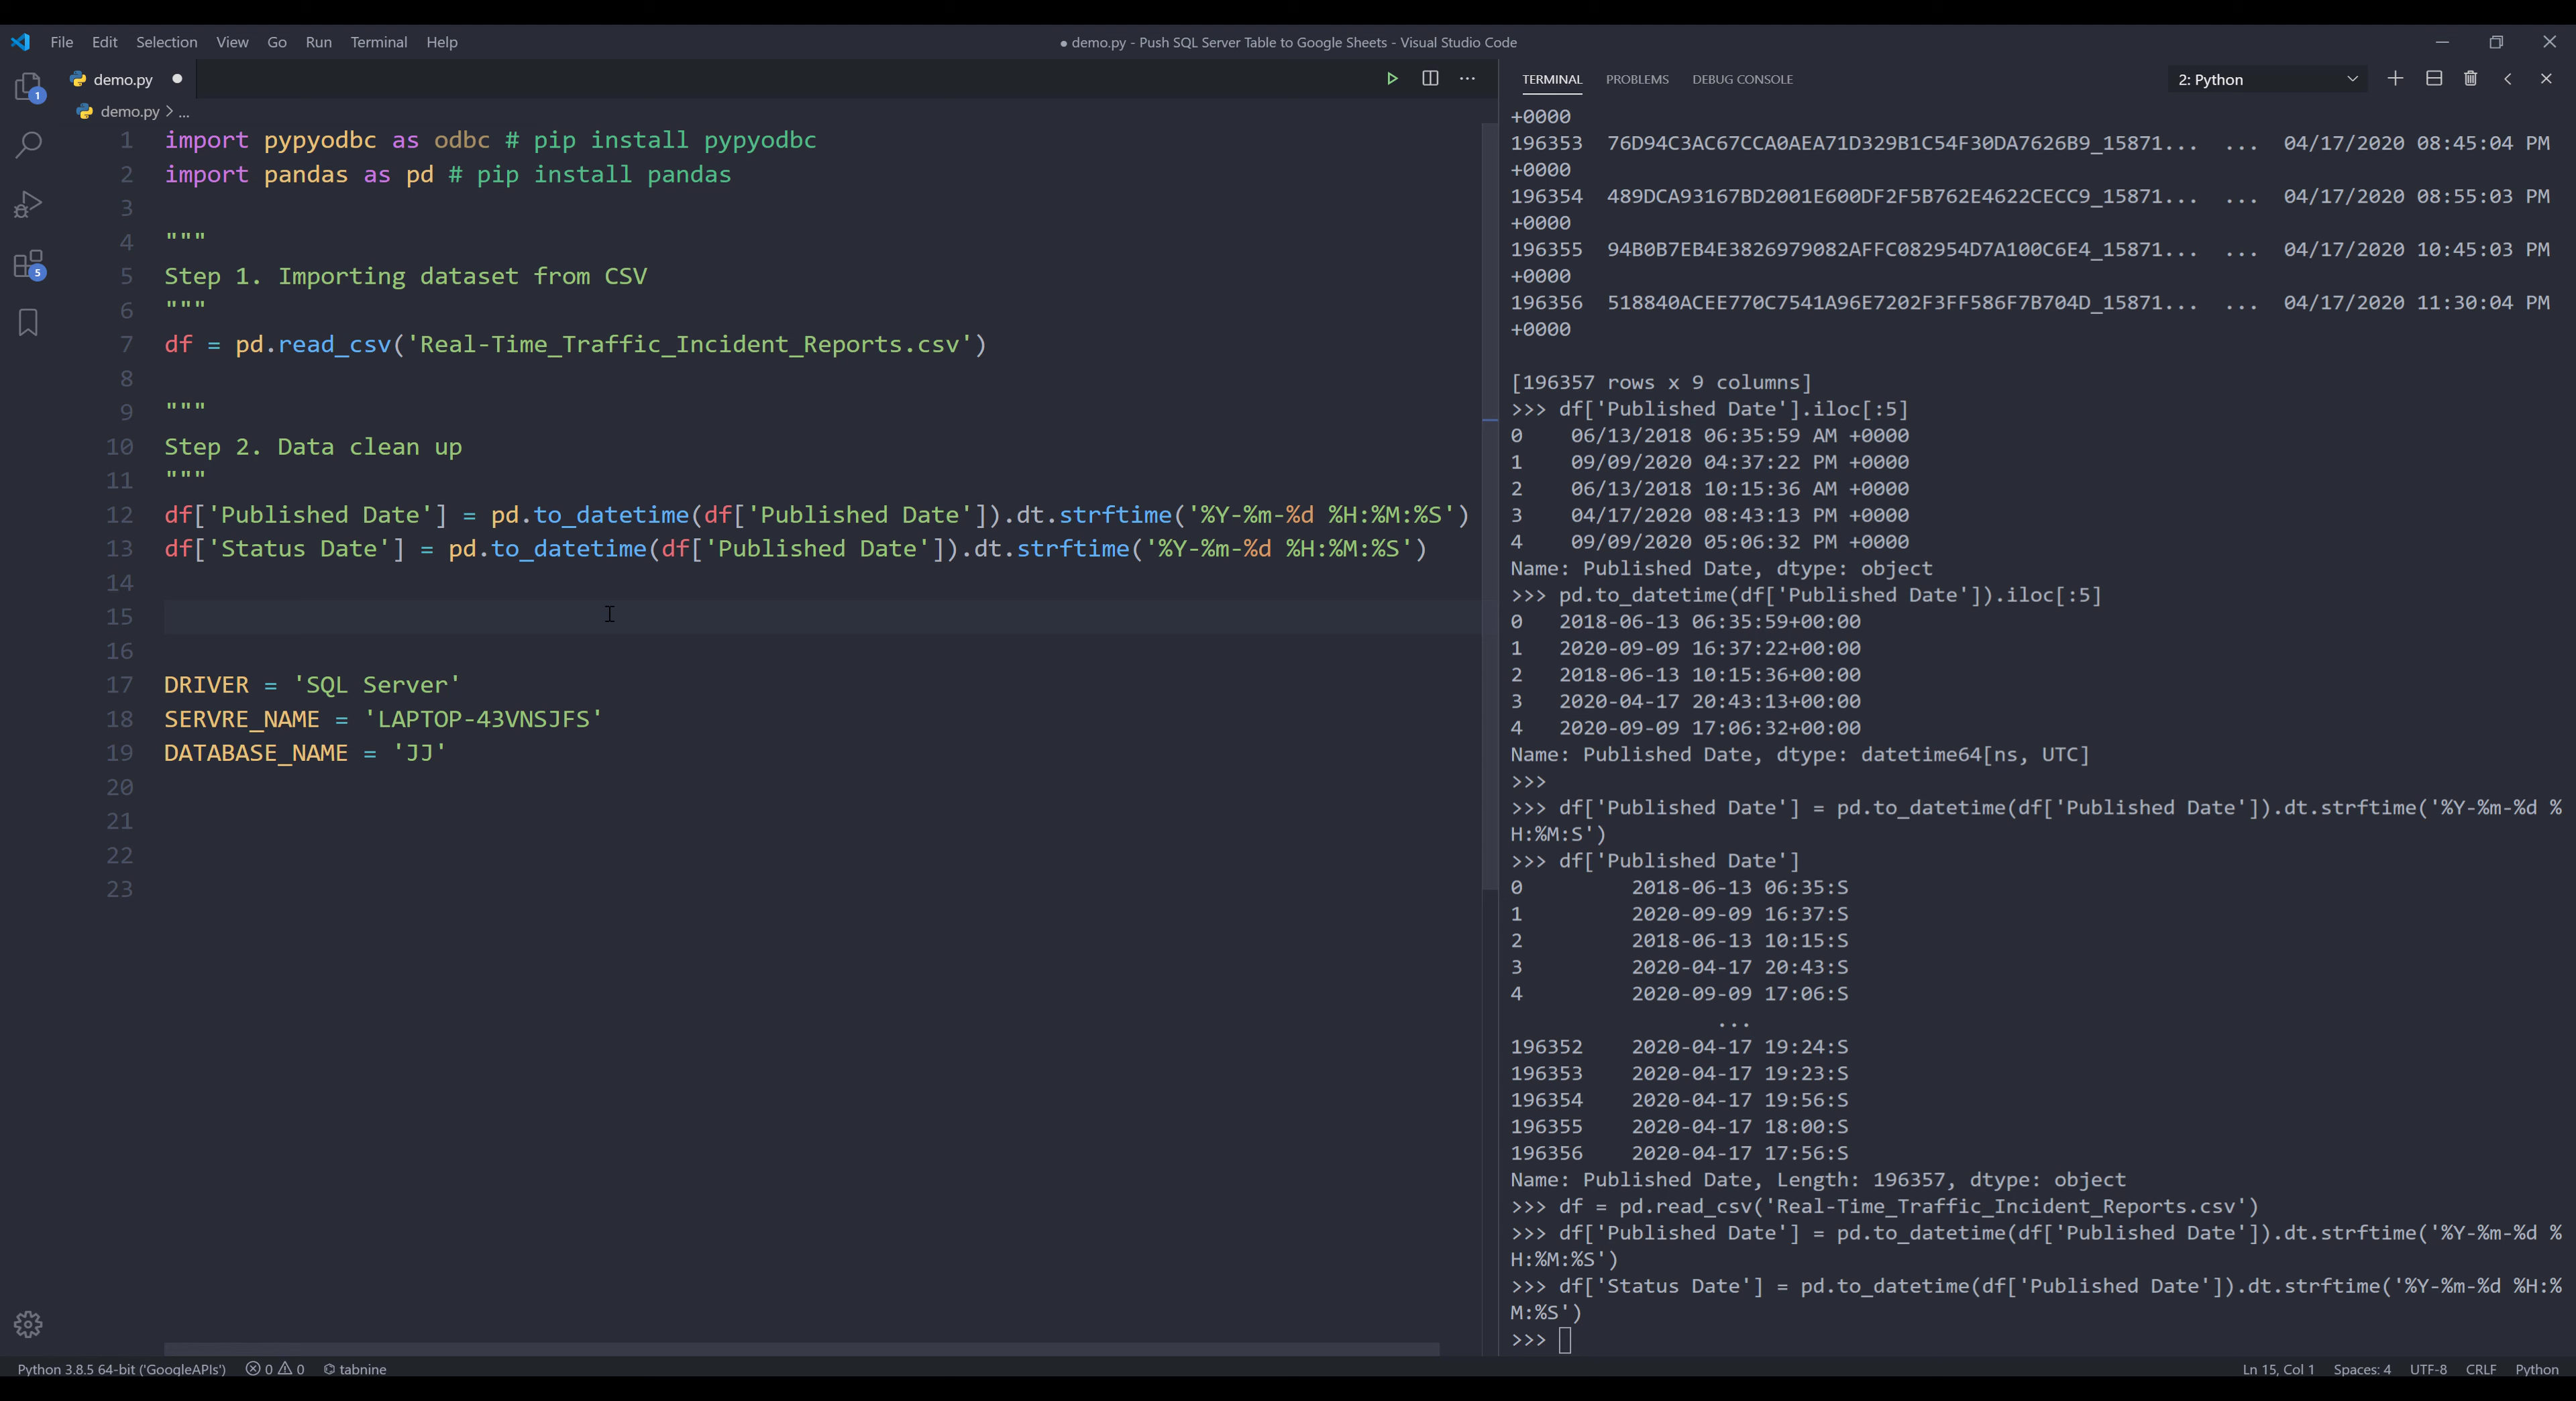 File Edit Selection View Go Run Terminal Help
● demo.py - Push SQL Server Table to Google Sheets - Visual Studio Code
demo.py
demo.py > ...
1 import pypyodbc as odbc # pip install pypyodbc
2 import pandas as pd # pip install pandas
3
4 """
5 Step 1. Importing dataset from CSV
6 """
7 df = pd.read_csv('Real-Time_Traffic_Incident_Reports.csv')
8
9 """
10 Step 2. Data clean up
11 """
12 df['Published Date'] = pd.to_datetime(df['Published Date']).dt.strftime('%Y-%m-%d %H:%M:%S')
13 df['Status Date'] = pd.to_datetime(df['Published Date']).dt.strftime('%Y-%m-%d %H:%M:%S')
14
15
16
17 DRIVER = 'SQL Server'
18 SERVRE_NAME = 'LAPTOP-43VNSJFS'
19 DATABASE_NAME = 'JJ'
20
21
22
23
1
5
TERMINAL PROBLEMS DEBUG CONSOLE 2: Python
+0000
196353 76D94C3AC67CCA0AEA71D329B1C54F30DA7626B9_15871... ... 04/17/2020 08:45:04 PM
+0000
196354 489DCA93167BD2001E600DF2F5B762E4622CECC9_15871... ... 04/17/2020 08:55:03 PM
+0000
196355 94B0B7EB4E3826979082AFFC082954D7A100C6E4_15871... ... 04/17/2020 10:45:03 PM
+0000
196356 518840ACEE770C7541A96E7202F3FF586F7B704D_15871... ... 04/17/2020 11:30:04 PM
+0000
[196357 rows x 9 columns]
>>> df['Published Date'].iloc[:5]
0 06/13/2018 06:35:59 AM +0000
1 09/09/2020 04:37:22 PM +0000
2 06/13/2018 10:15:36 AM +0000
3 04/17/2020 08:43:13 PM +0000
4 09/09/2020 05:06:32 PM +0000
Name: Published Date, dtype: object
>>> pd.to_datetime(df['Published Date']).iloc[:5]
0 2018-06-13 06:35:59+00:00
1 2020-09-09 16:37:22+00:00
2 2018-06-13 10:15:36+00:00
3 2020-04-17 20:43:13+00:00
4 2020-09-09 17:06:32+00:00
Name: Published Date, dtype: datetime64[ns, UTC]
>>>
>>> df['Published Date'] = pd.to_datetime(df['Published Date']).dt.strftime('%Y-%m-%d %
H:%M:S')
>>> df['Published Date']
0 2018-06-13 06:35:S
1 2020-09-09 16:37:S
2 2018-06-13 10:15:S
3 2020-04-17 20:43:S
4 2020-09-09 17:06:S
...
196352 2020-04-17 19:24:S
196353 2020-04-17 19:23:S
196354 2020-04-17 19:56:S
196355 2020-04-17 18:00:S
196356 2020-04-17 17:56:S
Name: Published Date, Length: 196357, dtype: object
>>> df = pd.read_csv('Real-Time_Traffic_Incident_Reports.csv')
>>> df['Published Date'] = pd.to_datetime(df['Published Date']).dt.strftime('%Y-%m-%d %
H:%M:%S')
>>> df['Status Date'] = pd.to_datetime(df['Published Date']).dt.strftime('%Y-%m-%d %H:%
M:%S')
>>>
Python 3.8.5 64-bit ('GoogleAPIs') 0 0 tabnine
Ln 15, Col 1 Spaces: 4 UTF-8 CRLF Python